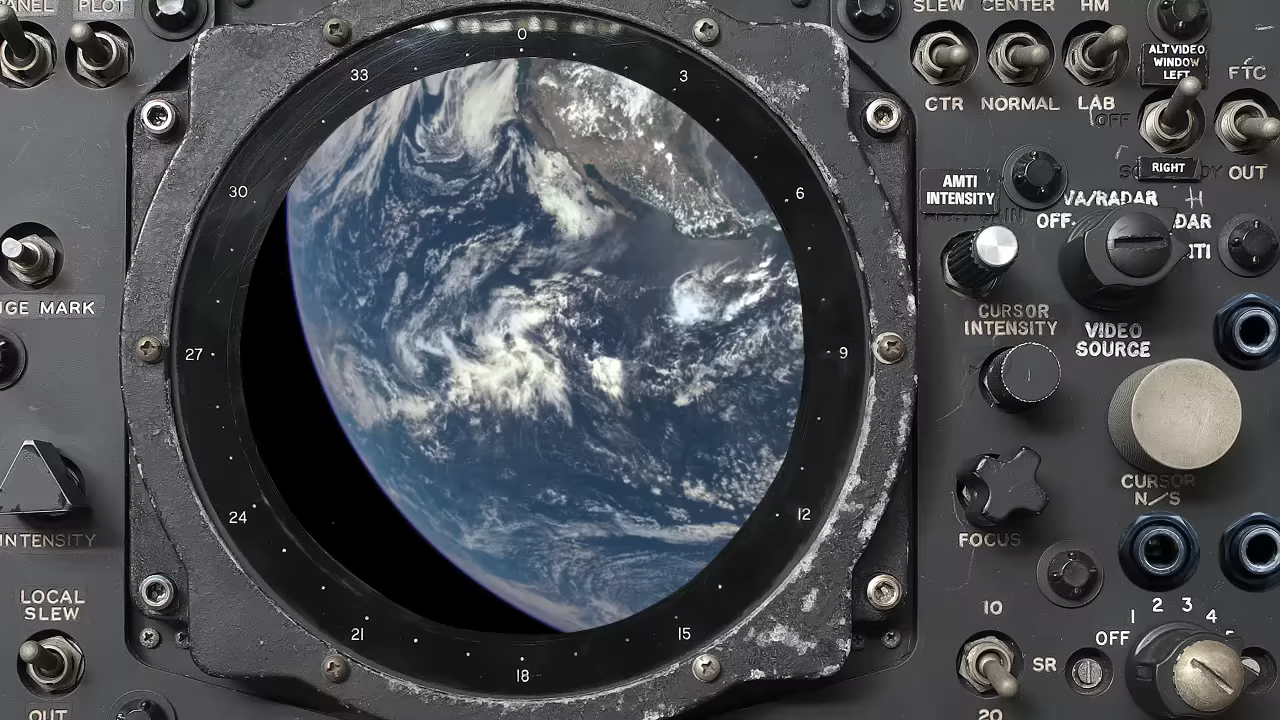 PLOT
SLEW
CENTER
HM
CTR
NORMAL
LAB
ALT VIDEO
WINDOW
LEFT
OFF
RIGHT
FTC
OUT
AMTI
INTENSITY
VA/RADAR
OFF
CURSOR
INTENSITY
VIDEO
SOURCE
CURSOR
N/S
FOCUS
10
SR
20
OFF
1
2
3
4
INTENSITY
LOCAL
SLEW
OUT
MARK
0
3
6
9
12
15
18
21
24
27
30
33